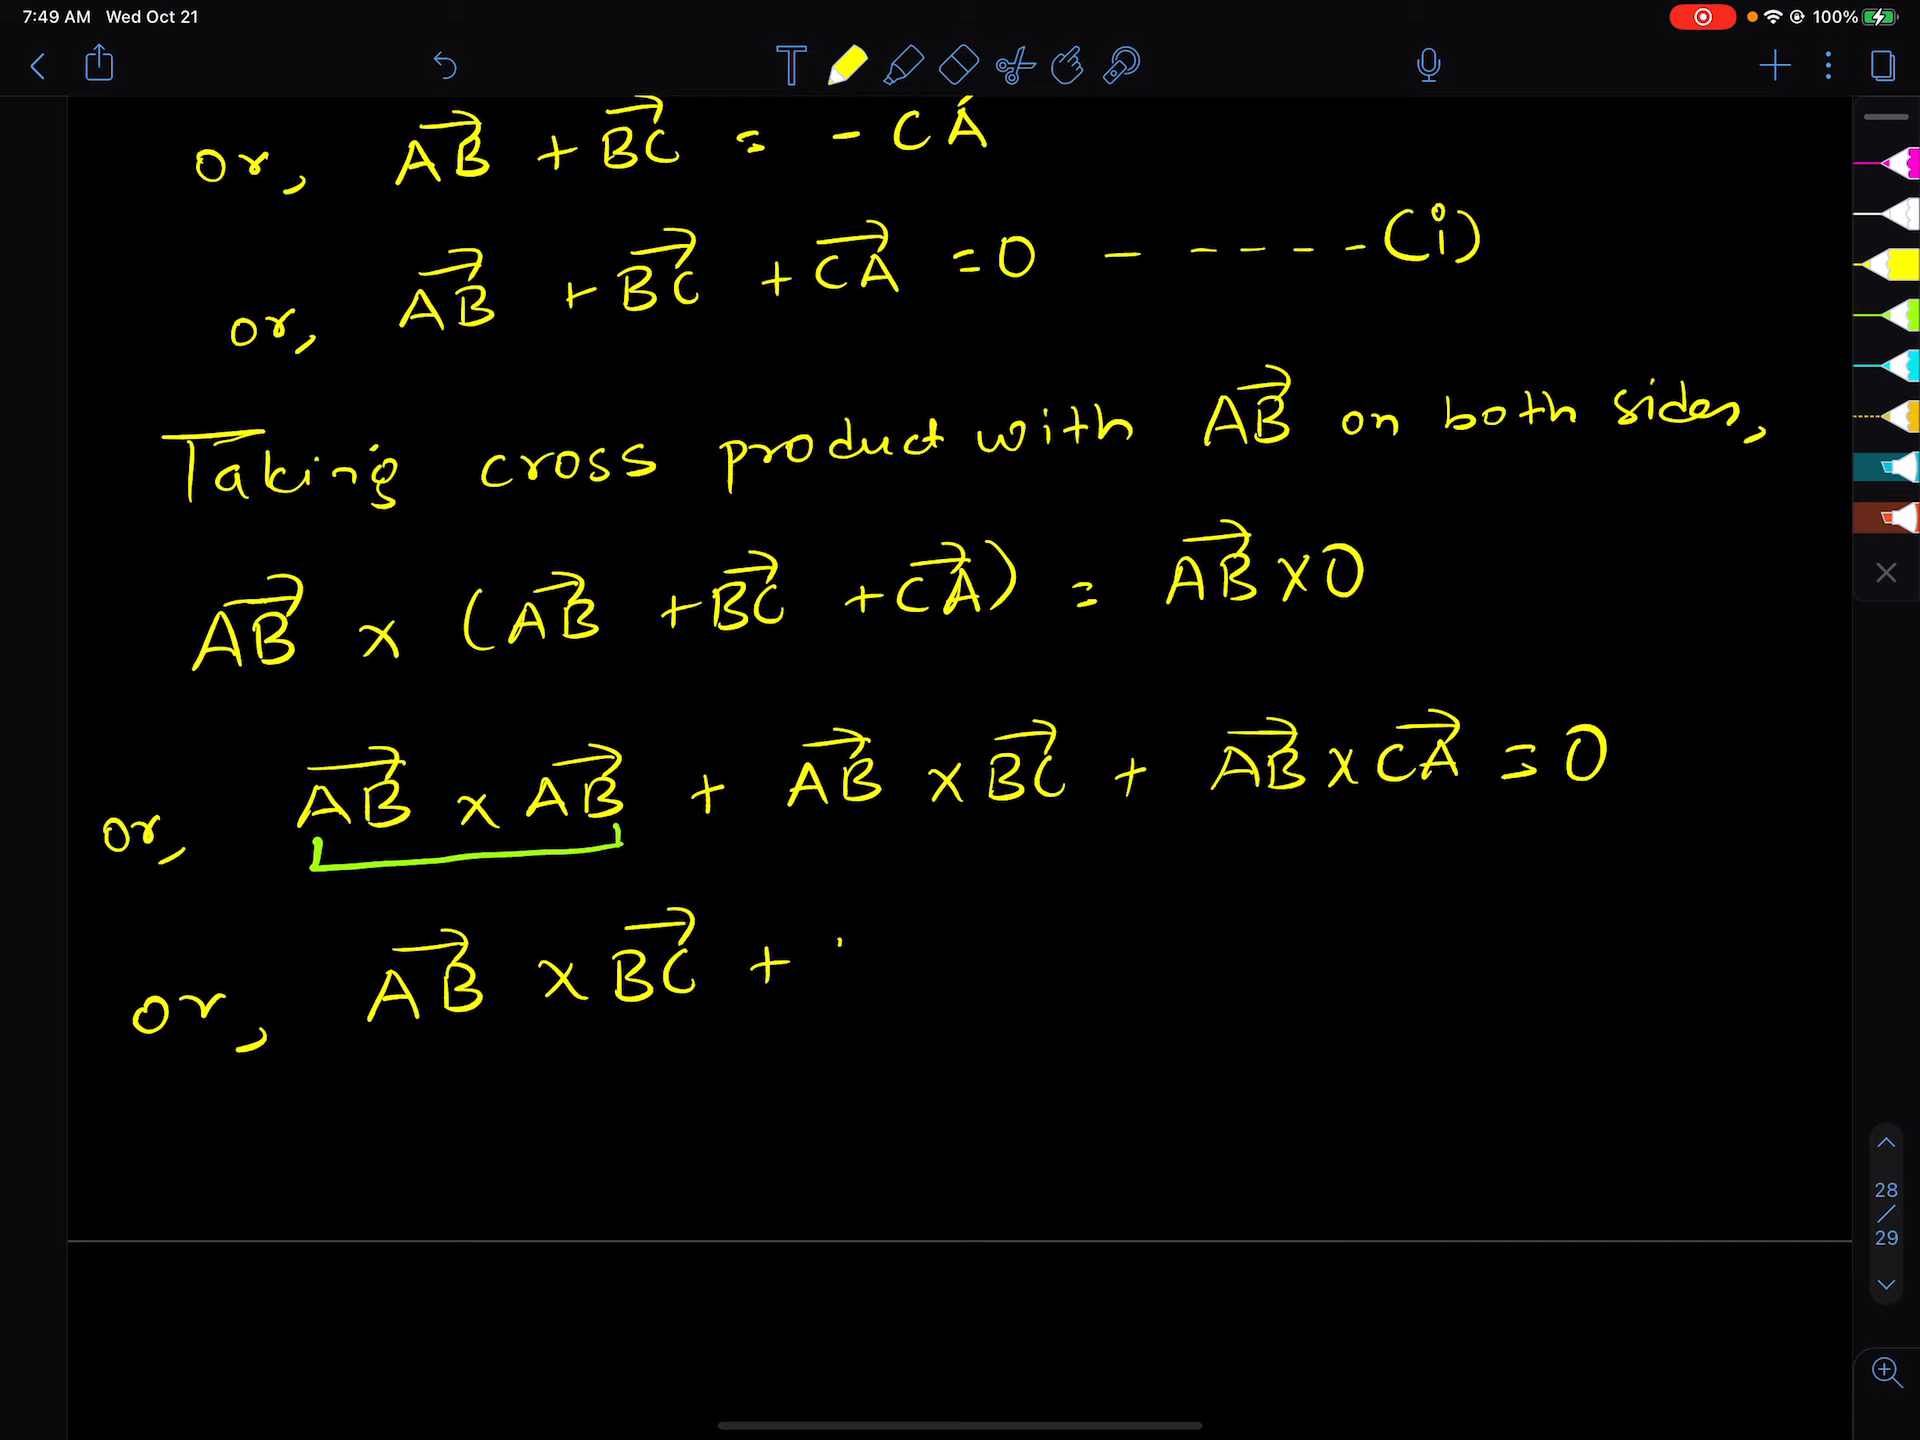 7:49 AM Wed Oct 21 100%
T
or, AB + BC = - CA
or, AB + BC + CA = 0 - - - - - - (i)
Taking cross product with AB on both sides,
AB × (AB + BC + CA) = AB × 0
or, AB × AB + AB × BC + AB × CA = 0
or, AB × BC +
28
/
29